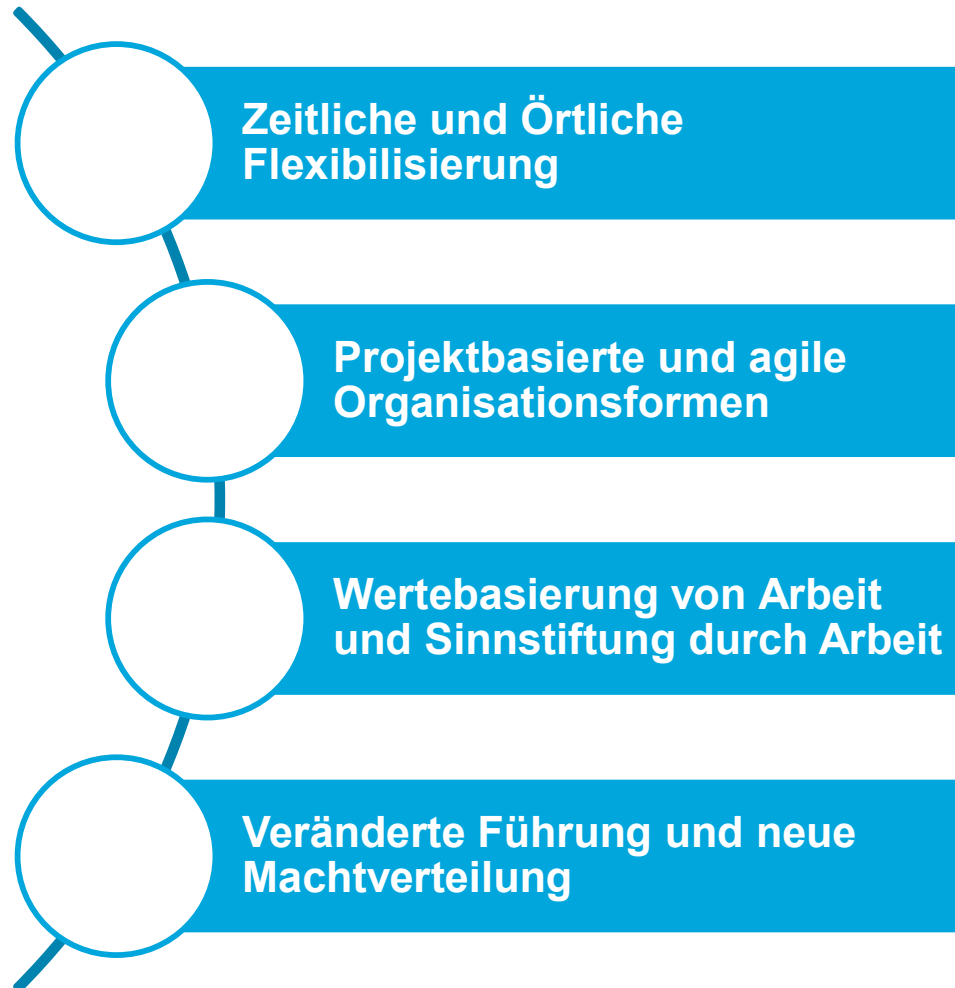 Zeitliche und Örtliche
Flexibilisierung
Projektbasierte und agile
Organisationsformen
Wertebasierung von Arbeit
und Sinnstiftung durch Arbeit
Veränderte Führung und neue
Machtverteilung